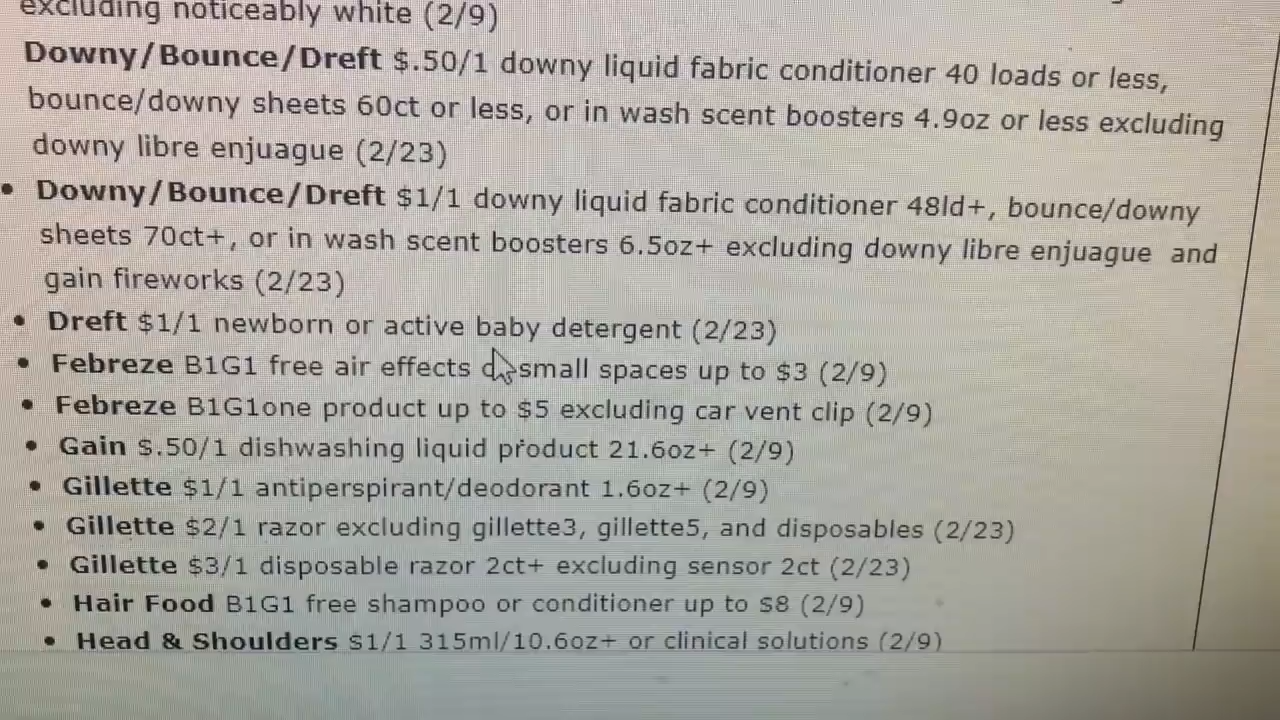 excluding noticeably white (2/9)
Downy/Bounce/Dreft $.50/1 downy liquid fabric conditioner 40 loads or less,
bounce/downy sheets 60ct or less, or in wash scent boosters 4.9oz or less excluding
downy libre enjuague (2/23)
• Downy/Bounce/Dreft $1/1 downy liquid fabric conditioner 48ld+, bounce/downy
sheets 70ct+, or in wash scent boosters 6.5oz+ excluding downy libre enjuague and
gain fireworks (2/23)
• Dreft $1/1 newborn or active baby detergent (2/23)
• Febreze B1G1 free air effects small spaces up to $3 (2/9)
• Febreze B1G1one product up to $5 excluding car vent clip (2/9)
• Gain $.50/1 dishwashing liquid product 21.6oz+ (2/9)
• Gillette $1/1 antiperspirant/deodorant 1.6oz+ (2/9)
• Gillette $2/1 razor excluding gillette3, gillette5, and disposables (2/23)
• Gillette $3/1 disposable razor 2ct+ excluding sensor 2ct (2/23)
• Hair Food B1G1 free shampoo or conditioner up to $8 (2/9)
• Head & Shoulders $1/1 315ml/10.6oz+ or clinical solutions (2/9)